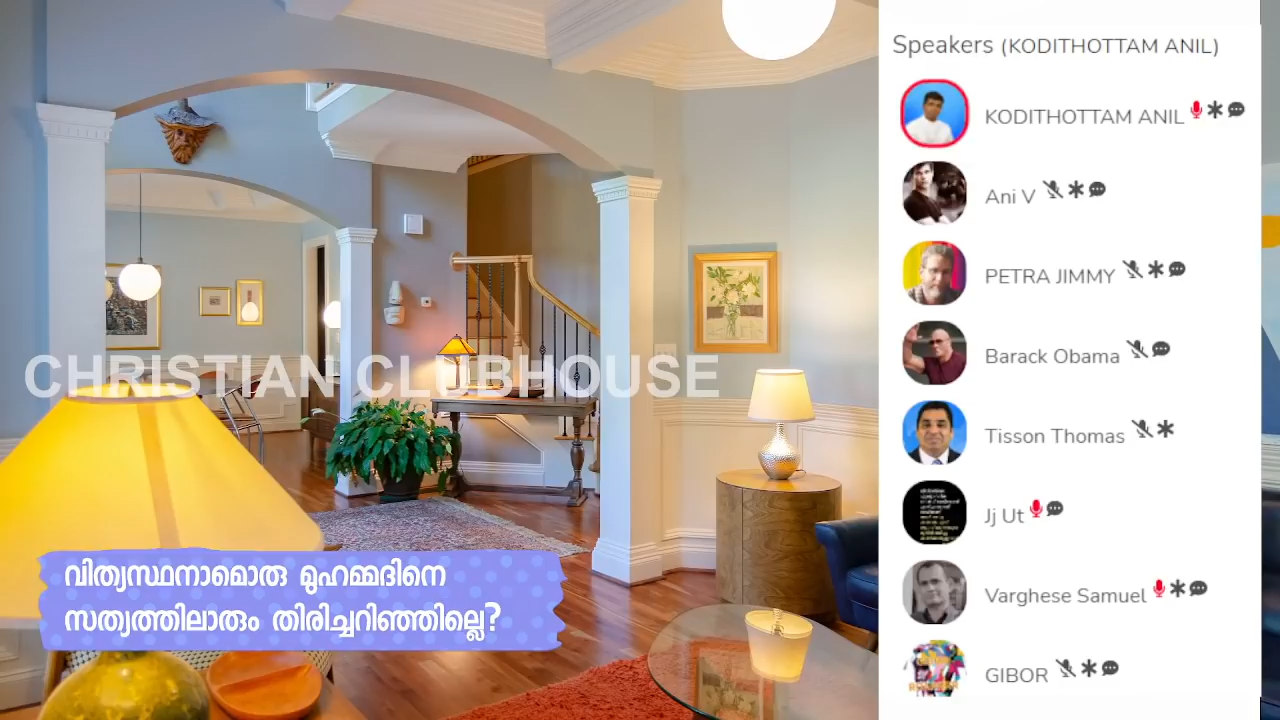 Speakers (KODITHOTTAM ANIL)
KODITHOTTAM ANIL
Ani V
PETRA JIMMY
Barack Obama
Tisson Thomas
Jj Ut
Varghese Samuel
GIBOR
CHRISTIAN CLUBHOUSE
വിത്യസ്ഥനാമൊരു മുഹമ്മദിനെ
സത്യത്തിലാരും തിരിച്ചറിഞ്ഞില്ലെ?